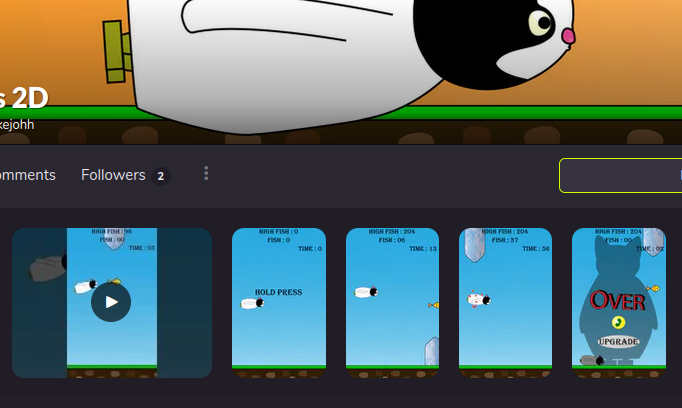 s 2D
kejohh
omments
Followers 2
HIGH FISH : 96
FISH : 00
TIME : 03
HIGH FISH : 0
FISH : 0
TIME : 0
HOLD PRESS
HIGH FISH : 204
FISH : 06
TIME : 13
HIGH FISH : 204
FISH : 37
TIME : 56
HIGH FISH : 204
FISH : 00
TIME : 02
OVER
UPGRADE